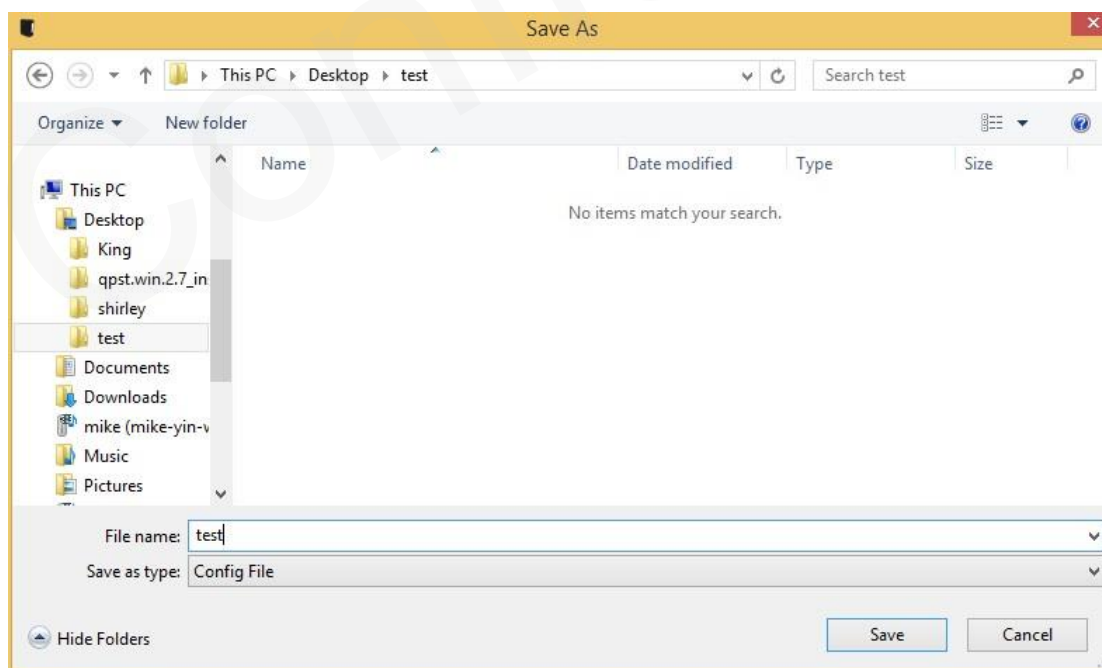 Save As
This PC Desktop test
Search test
Organize New folder
Name Date modified Type Size
No items match your search.
This PC
Desktop
King
qpst.win.2.7_in
shirley
test
Documents
Downloads
mike (mike-yin-v
Music
Pictures
File name: test
Save as type: Config File
Hide Folders
Save Cancel